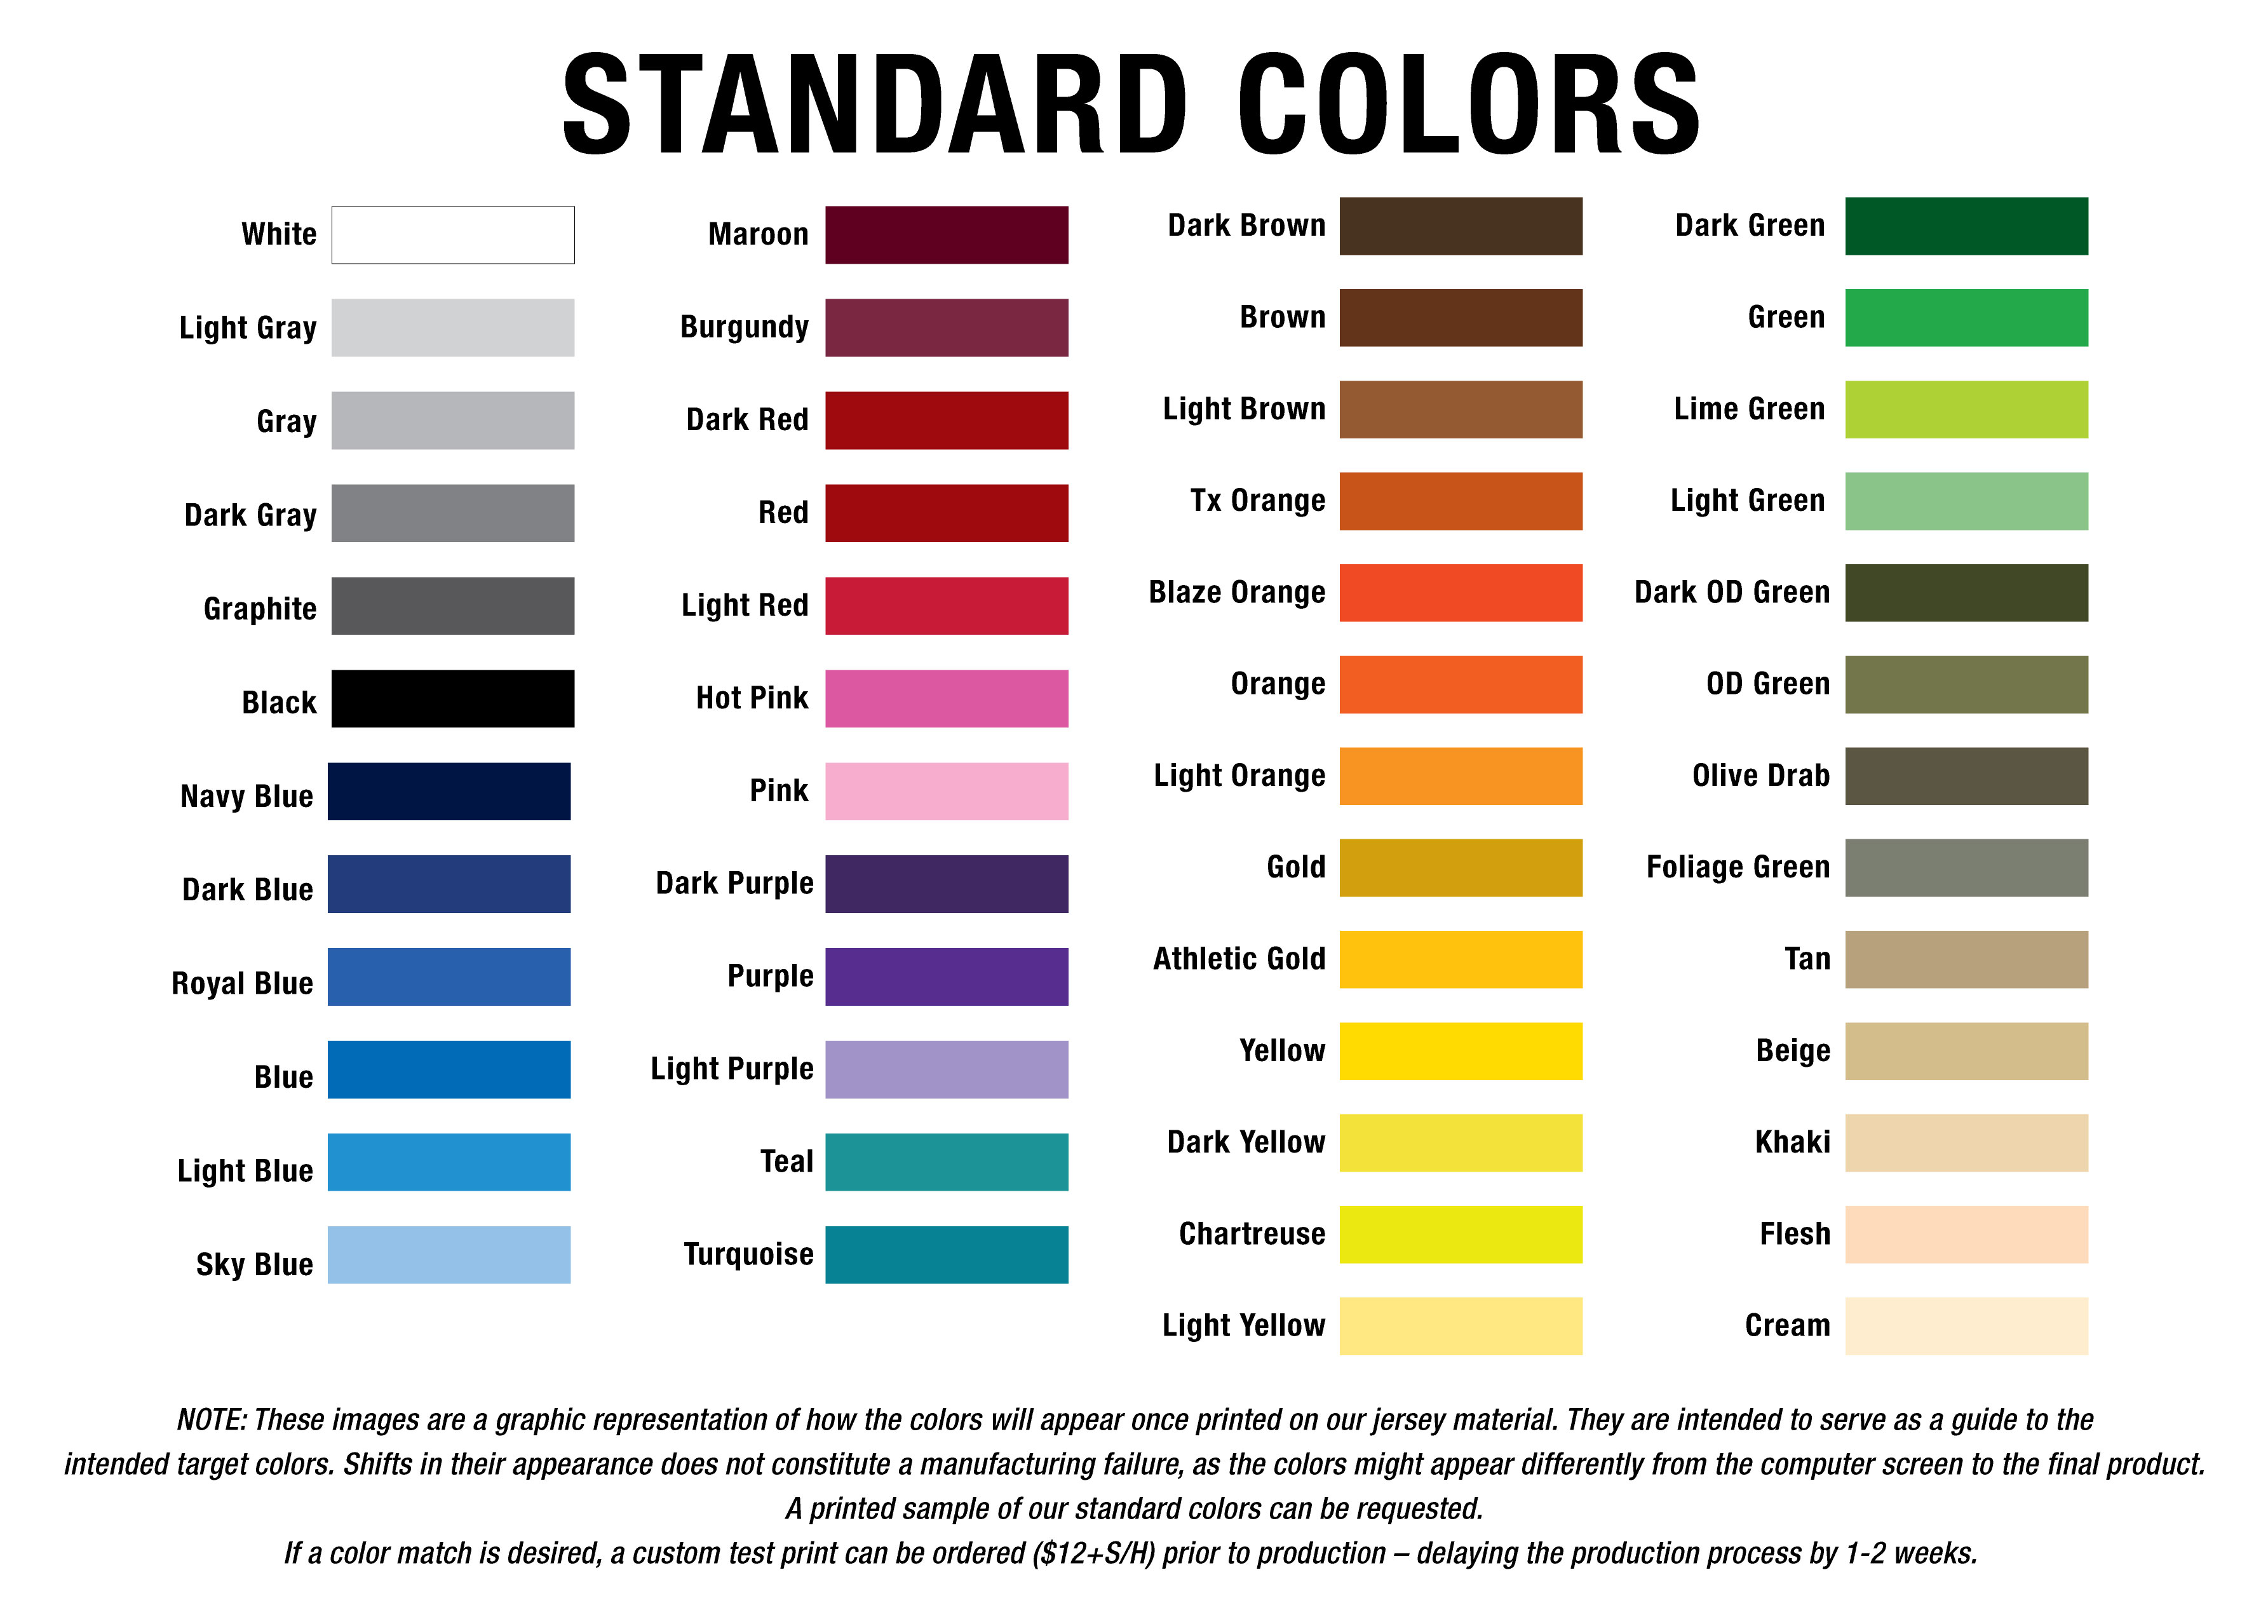 STANDARD COLORS
White
Light Gray
Gray
Dark Gray
Graphite
Black
Navy Blue
Dark Blue
Royal Blue
Blue
Light Blue
Sky Blue
Maroon
Burgundy
Dark Red
Red
Light Red
Hot Pink
Pink
Dark Purple
Purple
Light Purple
Teal
Turquoise
Dark Brown
Brown
Light Brown
Tx Orange
Blaze Orange
Orange
Light Orange
Gold
Athletic Gold
Yellow
Dark Yellow
Chartreuse
Light Yellow
Dark Green
Green
Lime Green
Light Green
Dark OD Green
OD Green
Olive Drab
Foliage Green
Tan
Beige
Khaki
Flesh
Cream
NOTE: These images are a graphic representation of how the colors will appear once printed on our jersey material. They are intended to serve as a guide to the
intended target colors. Shifts in their appearance does not constitute a manufacturing failure, as the colors might appear differently from the computer screen to the final product.
A printed sample of our standard colors can be requested.
If a color match is desired, a custom test print can be ordered ($12+S/H) prior to production – delaying the production process by 1-2 weeks.